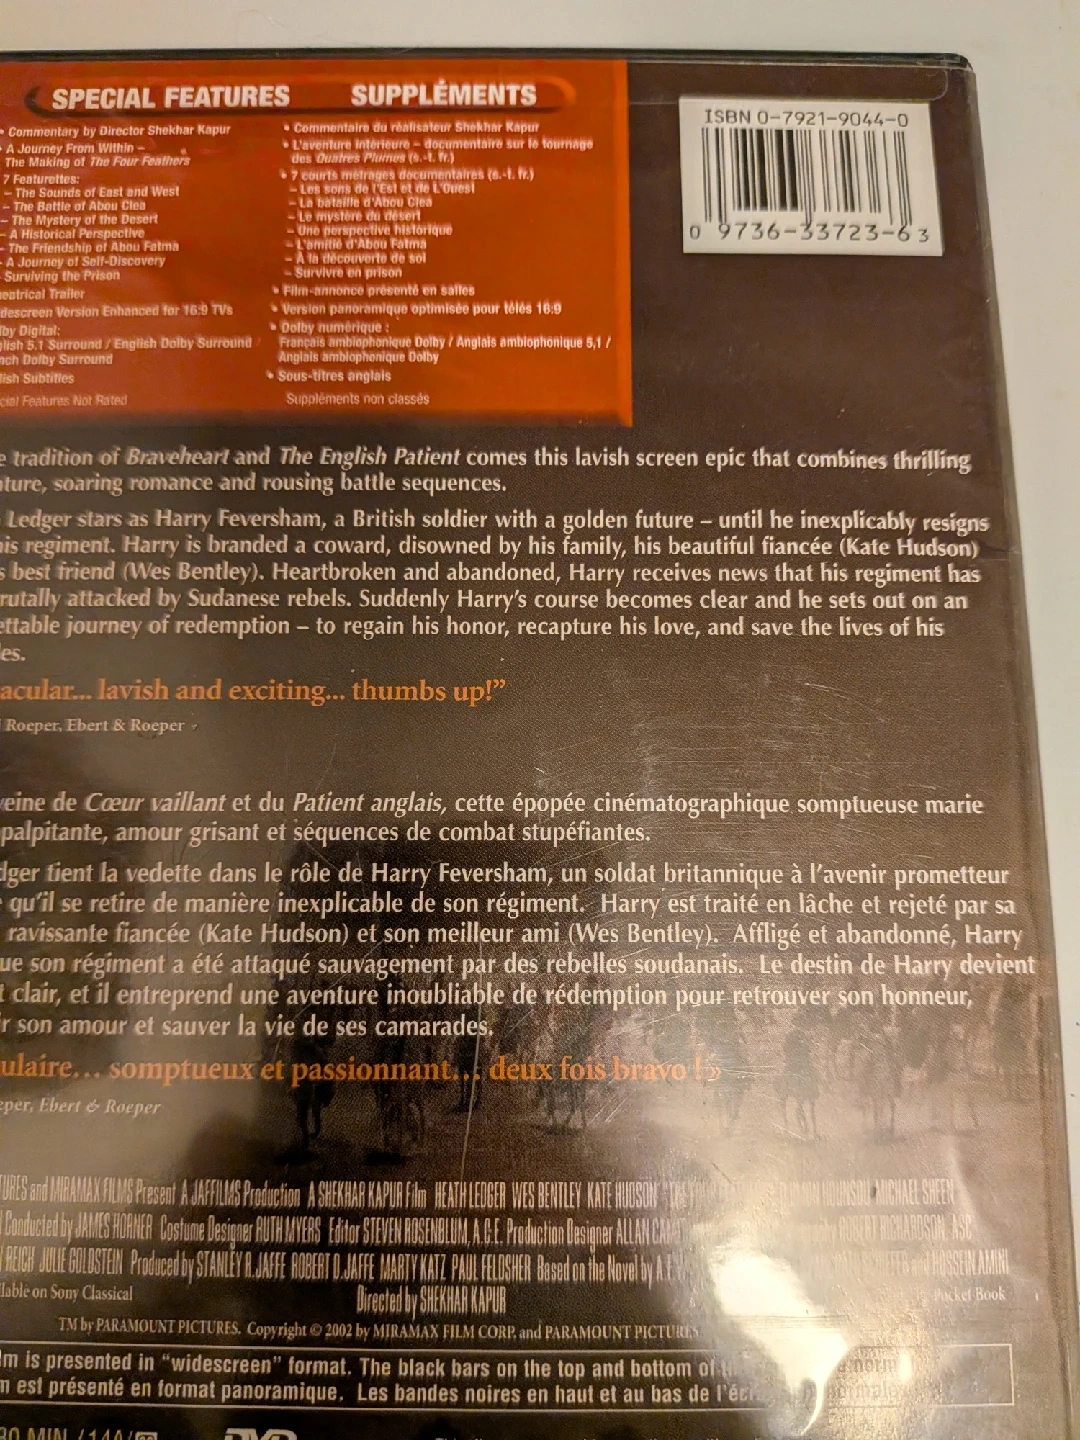 SPECIAL FEATURES
• Commentary by Director Shekhar Kapur
• A Journey From Within –
The Making of The Four Feathers
7 Featurettes:
– The Sounds of East and West
– The Battle of Abou Clea
– The Mystery of the Desert
– A Historical Perspective
– The Friendship of Abou Fatma
– A Journey of Self-Discovery
Surviving the Prison
eatrical Trailer
descreen Version Enhanced for 16:9 TVs
lby Digital:
glish 5.1 Surround / English Dolby Surround /
nch Dolby Surround
lish Subtitles
cial Features Not Rated
SUPPLÉMENTS
• Commentaire du réalisateur Shekhar Kapur
• L'aventure intérieure – documentaire sur le tournage
des Quatres Plumes (s.-t. fr.)
• 7 courts métrages documentaires (s.-t. fr.)
– Les sons de l'Est et de L'Ouest
– La bataille d'Abou Clea
– Le mystère du désert
– Une perspective historique
– L'amitié d'Abou Fatma
– À la découverte de soi
– Survivre en prison
• Film-annonce présenté en salles
• Version panoramique optimisée pour télés 16:9
• Dolby numérique :
Français ambiophonique Dolby / Anglais ambiophonique 5,1 /
Anglais ambiophonique Dolby
• Sous-titres anglais
Suppléments non classés
ISBN 0-7921-9044-0
0 9736-33723-6 3
e tradition of Braveheart and The English Patient comes this lavish screen epic that combines thrilling
ture, soaring romance and rousing battle sequences.
Ledger stars as Harry Feversham, a British soldier with a golden future – until he inexplicably resigns
is regiment. Harry is branded a coward, disowned by his family, his beautiful fiancée (Kate Hudson)
s best friend (Wes Bentley). Heartbroken and abandoned, Harry receives news that his regiment has
rutally attacked by Sudanese rebels. Suddenly Harry's course becomes clear and he sets out on an
ettable journey of redemption – to regain his honor, recapture his love, and save the lives of his
es.
acular... lavish and exciting... thumbs up!”
Roeper, Ebert & Roeper
veine de Cœur vaillant et du Patient anglais, cette épopée cinématographique somptueuse marie
palpitante, amour grisant et séquences de combat stupéfiantes.
dger tient la vedette dans le rôle de Harry Feversham, un soldat britannique à l'avenir prometteur
qu'il se retire de manière inexplicable de son régiment. Harry est traité en lâche et rejeté par sa
ravissante fiancée (Kate Hudson) et son meilleur ami (Wes Bentley). Affligé et abandonné, Harry
ue son régiment a été attaqué sauvagement par des rebelles soudanais. Le destin de Harry devient
t clair, et il entreprend une aventure inoubliable de rédemption pour retrouver son honneur,
r son amour et sauver la vie de ses camarades.
ulaire... somptueux et passionnant... deux fois bravo ! »
eper, Ebert & Roeper
TURES and MIRAMAX FILMS Present A JAFFILMS Production A SHEKHAR KAPUR Film HEATH LEDGER WES BENTLEY KATE HUDSON MICHAEL SHEEN
Conducted by JAMES HORNER Costume Designer RUTH MYERS Editor STEVEN ROSENBLUM, A.C.E. Production Designer ALLAN ROBERT RICHARDSON, ASC
REICH JULIE GOLDSTEIN Produced by STANLEY R. JAFFE ROBERT D. JAFFE MARTY KATZ PAUL FELDSHER Based on the Novel by A.E. and HOSSEIN AMINI
lable on Sony Classical
Directed by SHEKHAR KAPUR
Pocket Book
TM by PARAMOUNT PICTURES. Copyright © 2002 by MIRAMAX FILM CORP. and PARAMOUNT PICTURES
lm is presented in “widescreen” format. The black bars on the top and bottom of norm
m est présenté en format panoramique. Les bandes noires en haut et au bas de l'écr
30 MIN. / 14A/
DVD